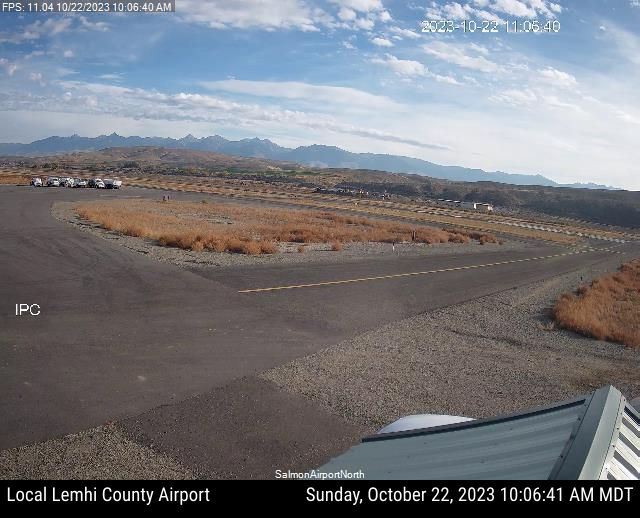 FPS: 11.04 10/22/2023 10:06:40 AM
2023-10-22 11:05:40
IPC
SalmonAirportNorth
Local Lemhi County Airport Sunday, October 22, 2023 10:06:41 AM MDT